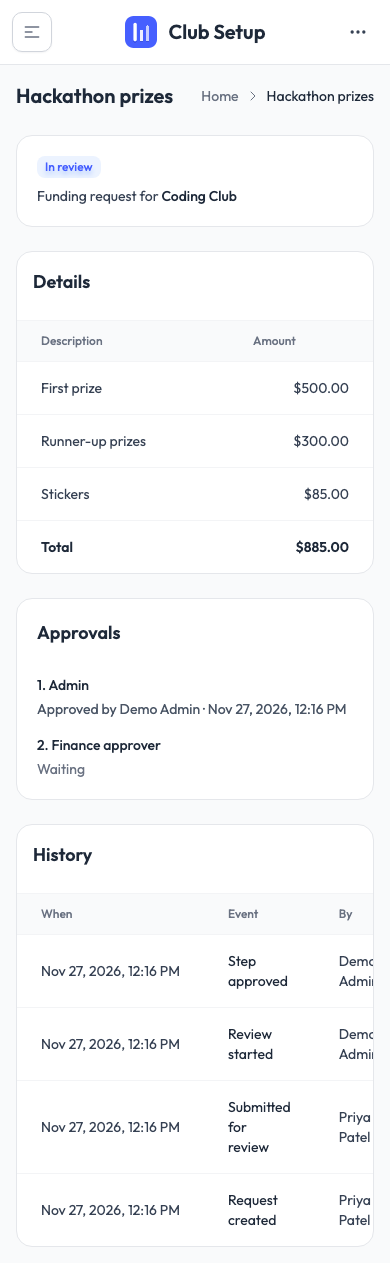 Club Setup
Hackathon prizes
Home > Hackathon prizes
In review
Funding request for Coding Club
Details
Description Amount
First prize $500.00
Runner-up prizes $300.00
Stickers $85.00
Total $885.00
Approvals
1. Admin
Approved by Demo Admin · Nov 27, 2026, 12:16 PM
2. Finance approver
Waiting
History
When Event By
Nov 27, 2026, 12:16 PM Step approved Demo Admin
Nov 27, 2026, 12:16 PM Review started Demo Admin
Nov 27, 2026, 12:16 PM Submitted for review Priya Patel
Nov 27, 2026, 12:16 PM Request created Priya Patel